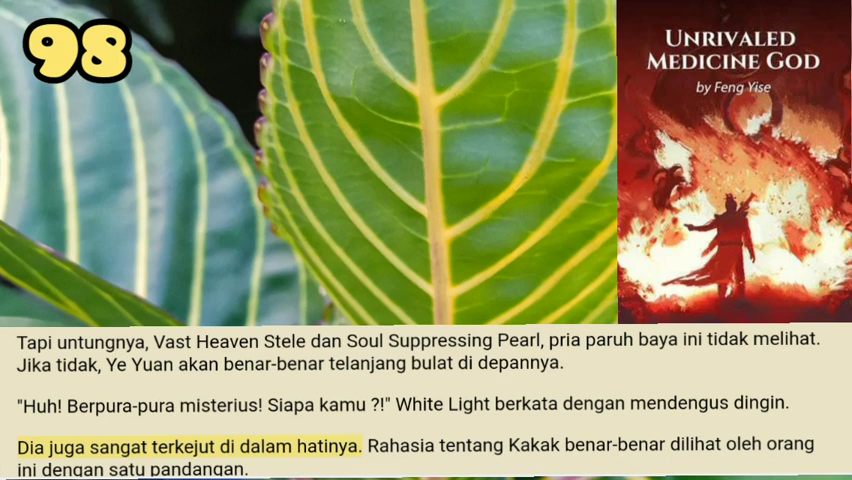 98
UNRIVALED
MEDICINE GOD
by Feng Yise
Tapi untungnya, Vast Heaven Stele dan Soul Suppressing Pearl, pria paruh baya ini tidak melihat.
Jika tidak, Ye Yuan akan benar-benar telanjang bulat di depannya.
"Huh! Berpura-pura misterius! Siapa kamu ?!" White Light berkata dengan mendengus dingin.
Dia juga sangat terkejut di dalam hatinya. Rahasia tentang Kakak benar-benar dilihat oleh orang
ini dengan satu pandangan.